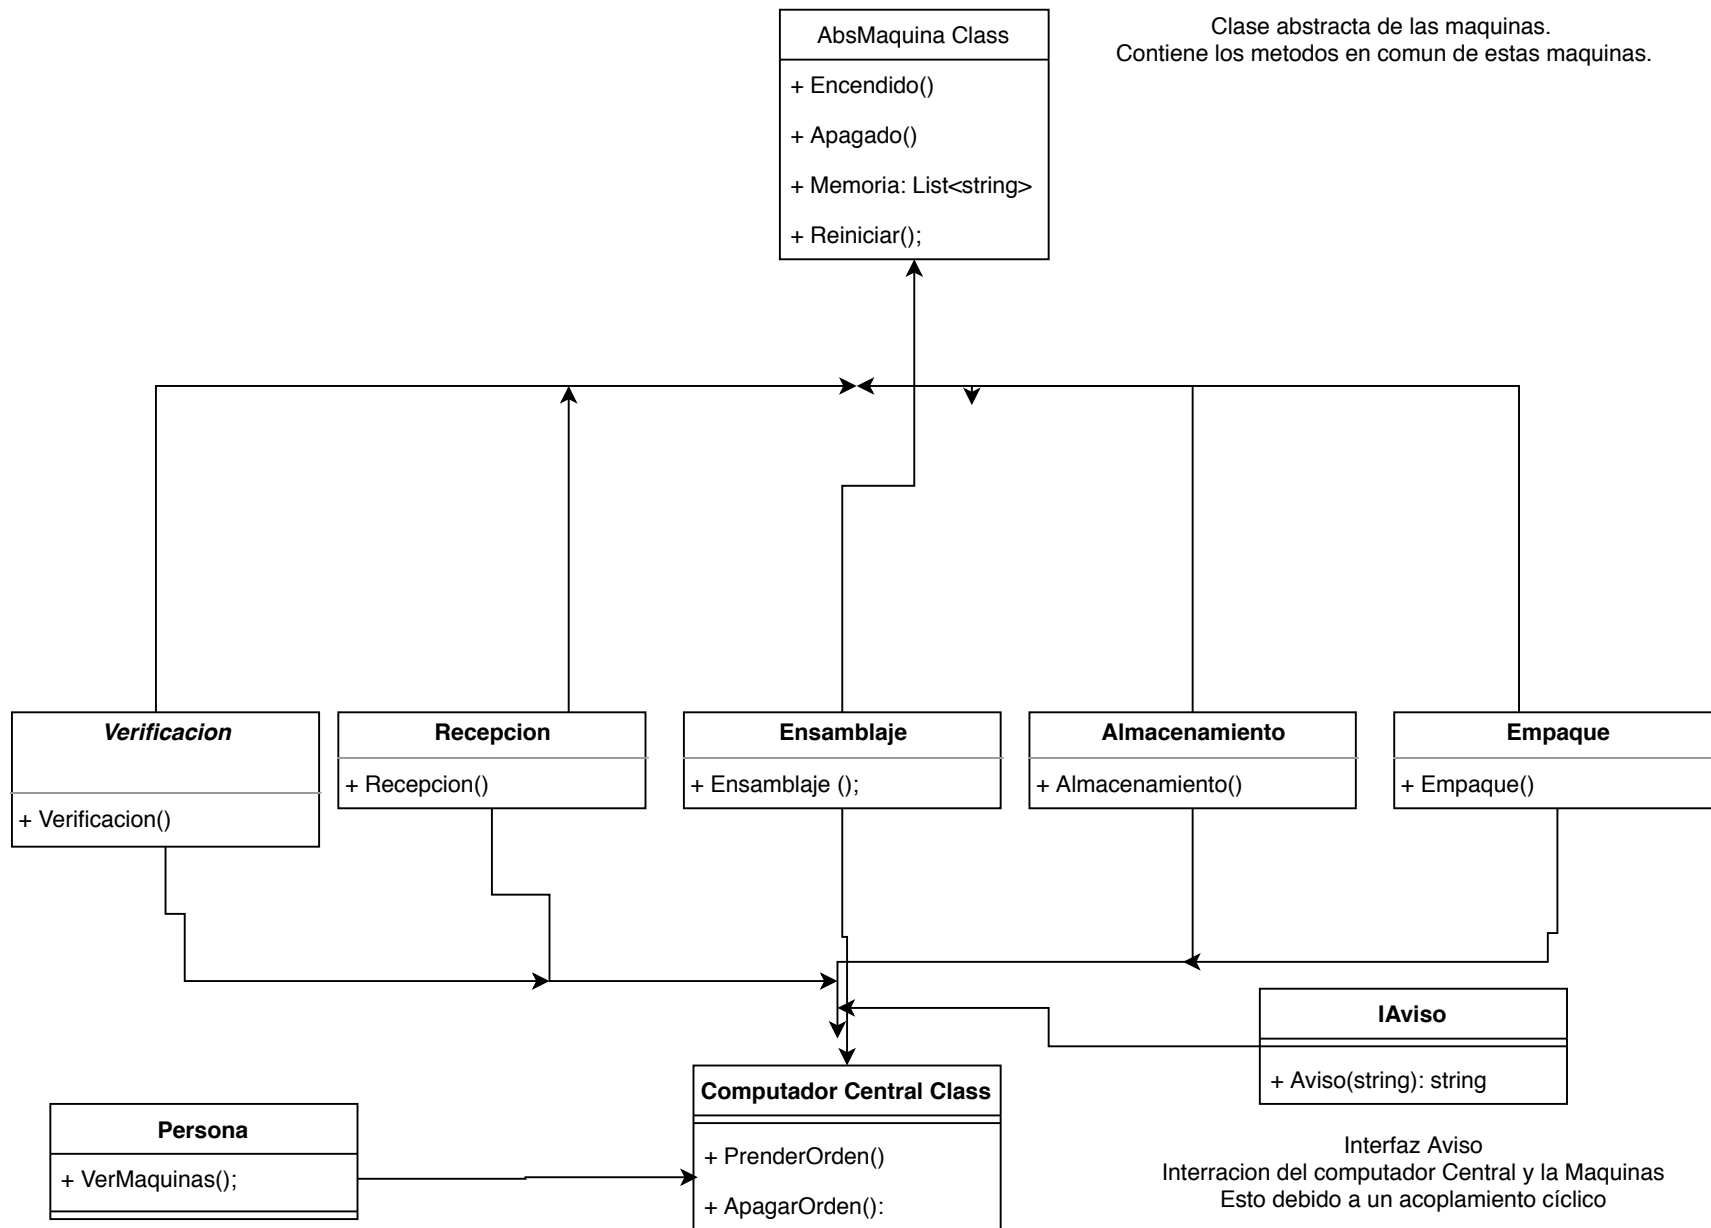 AbsMaquina Class
+ Encendido()
+ Apagado()
+ Memoria: List<string>
+ Reiniciar();
Clase abstracta de las maquinas.
Contiene los metodos en comun de estas maquinas.
Verificacion
+ Verificacion()
Recepcion
+ Recepcion()
Ensamblaje
+ Ensamblaje ();
Almacenamiento
+ Almacenamiento()
Empaque
+ Empaque()
IAviso
+ Aviso(string): string
Interfaz Aviso
Interracion del computador Central y la Maquinas
Esto debido a un acoplamiento cíclico
Persona
+ VerMaquinas();
Computador Central Class
+ PrenderOrden()
+ ApagarOrden():